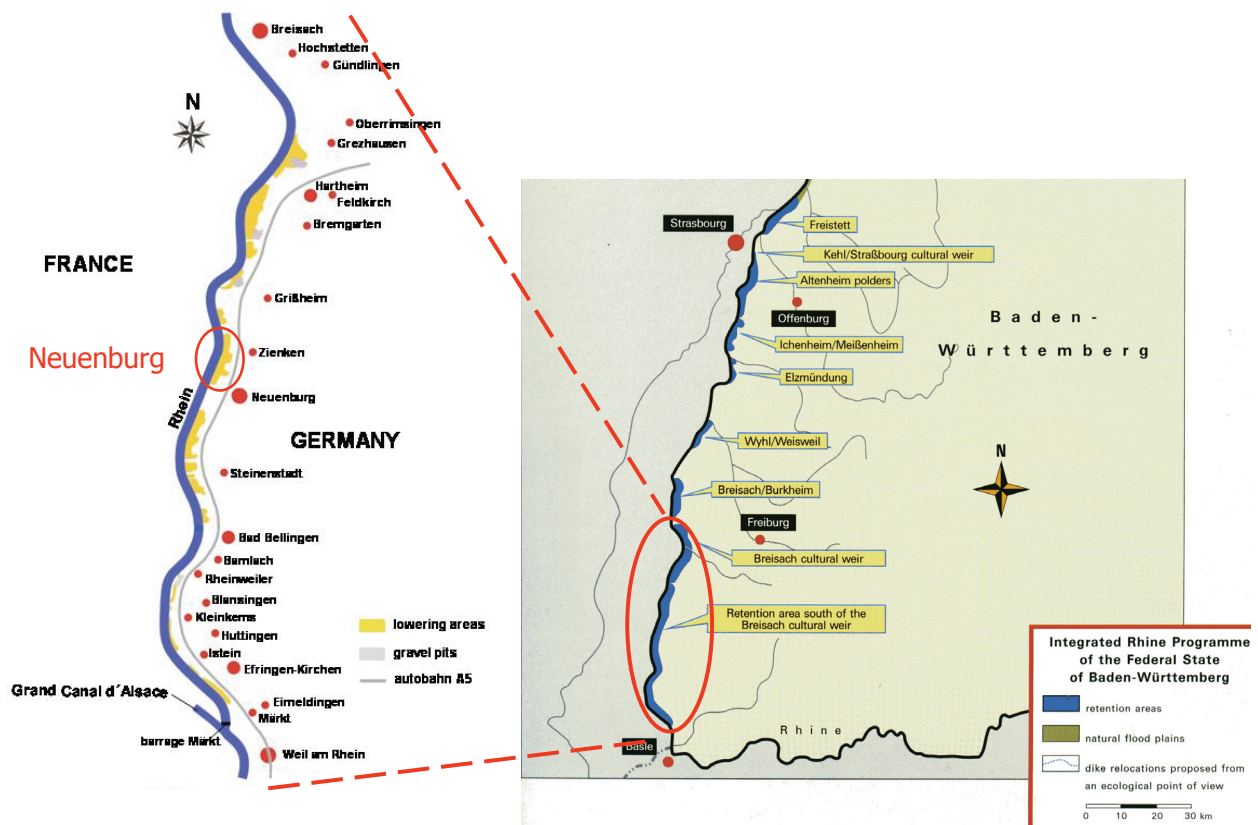 Breisach
Hochstetten
Gündlingen
N
Oberrimsingen
Grezhausen
Hartheim
Feldkirch
Bremgarten
FRANCE
Grißheim
Neuenburg
Zienken
Neuenburg
Rhein
GERMANY
Steinenstadt
Bad Bellingen
Bamlach
Rheinweiler
Blansingen
Kleinkems
Huttingen
Istein
Efringen-Kirchen
Grand Canal d´Alsace
Eimeldingen
Märkt
barrage Märkt
Weil am Rhein
lowering areas
gravel pits
autobahn A5
Strasbourg
Freistett
Kehl/Straßbourg cultural weir
Altenheim polders
Offenburg
Baden-
Württemberg
Ichenheim/Meißenheim
Elzmündung
Wyhl/Weisweil
N
Breisach/Burkheim
Freiburg
Breisach cultural weir
Retention area south of the
Breisach cultural weir
Rhine
Basle
Integrated Rhine Programme
of the Federal State
of Baden-Württemberg
retention areas
natural flood plains
dike relocations proposed from
an ecological point of view
0 10 20 30 km